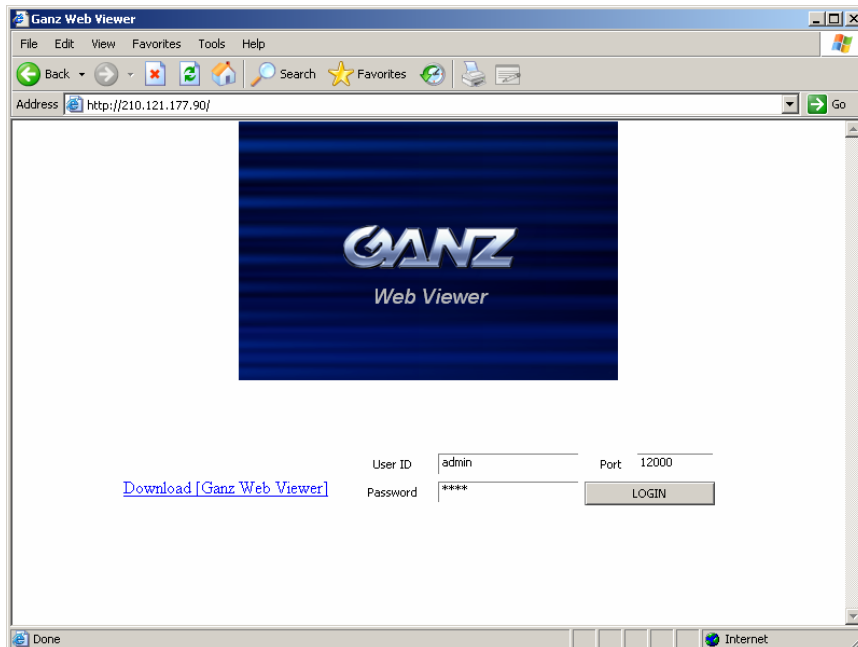 Ganz Web Viewer
File Edit View Favorites Tools Help
Back Search Favorites
Address http://210.121.177.90/ Go
GANZ
Web Viewer
User ID admin Port 12000
Download [Ganz Web Viewer]
Password **** LOGIN
Done Internet